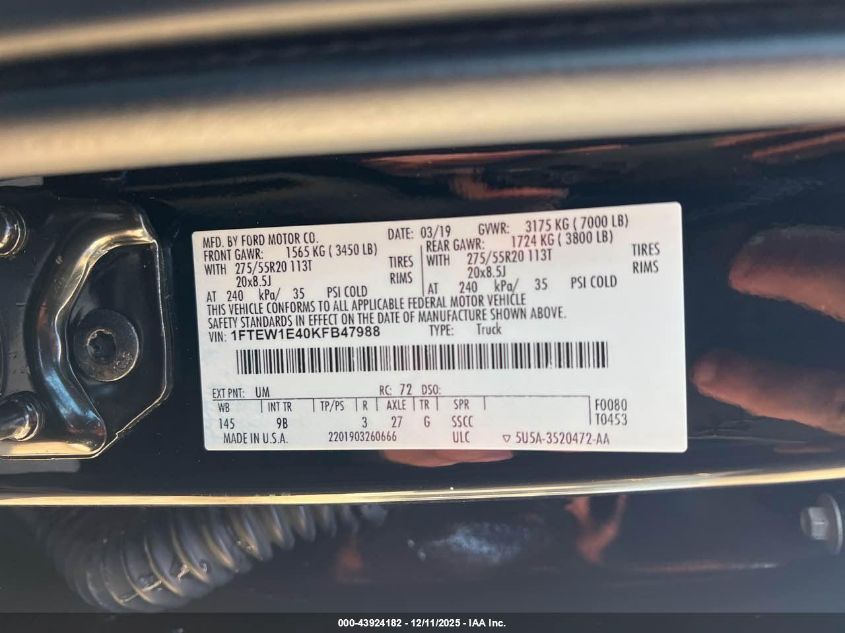 MFD. BY FORD MOTOR CO. DATE: 03/19 GVWR: 3175 KG ( 7000 LB)
FRONT GAWR: 1565 KG ( 3450 LB) REAR GAWR: 1724 KG ( 3800 LB)
WITH 275/55R20 113T TIRES WITH 275/55R20 113T TIRES
20x8.5J RIMS 20x8.5J RIMS
AT 240 kPa/ 35 PSI COLD AT 240 kPa/ 35 PSI COLD
THIS VEHICLE CONFORMS TO ALL APPLICABLE FEDERAL MOTOR VEHICLE
SAFETY STANDARDS IN EFFECT ON THE DATE OF MANUFACTURE SHOWN ABOVE.
VIN: 1FTEW1E40KFB47988 TYPE: Truck
EXT PNT: UM RC: 72 DSO:
WB INT TR TP/PS R AXLE TR SPR F0080
145 9B 3 27 G SSCC T0453
MADE IN U.S.A. 2201903260666 ULC ▽ 5U5A-3520472-AA
000-43924182 - 12/11/2025 - IAA Inc.